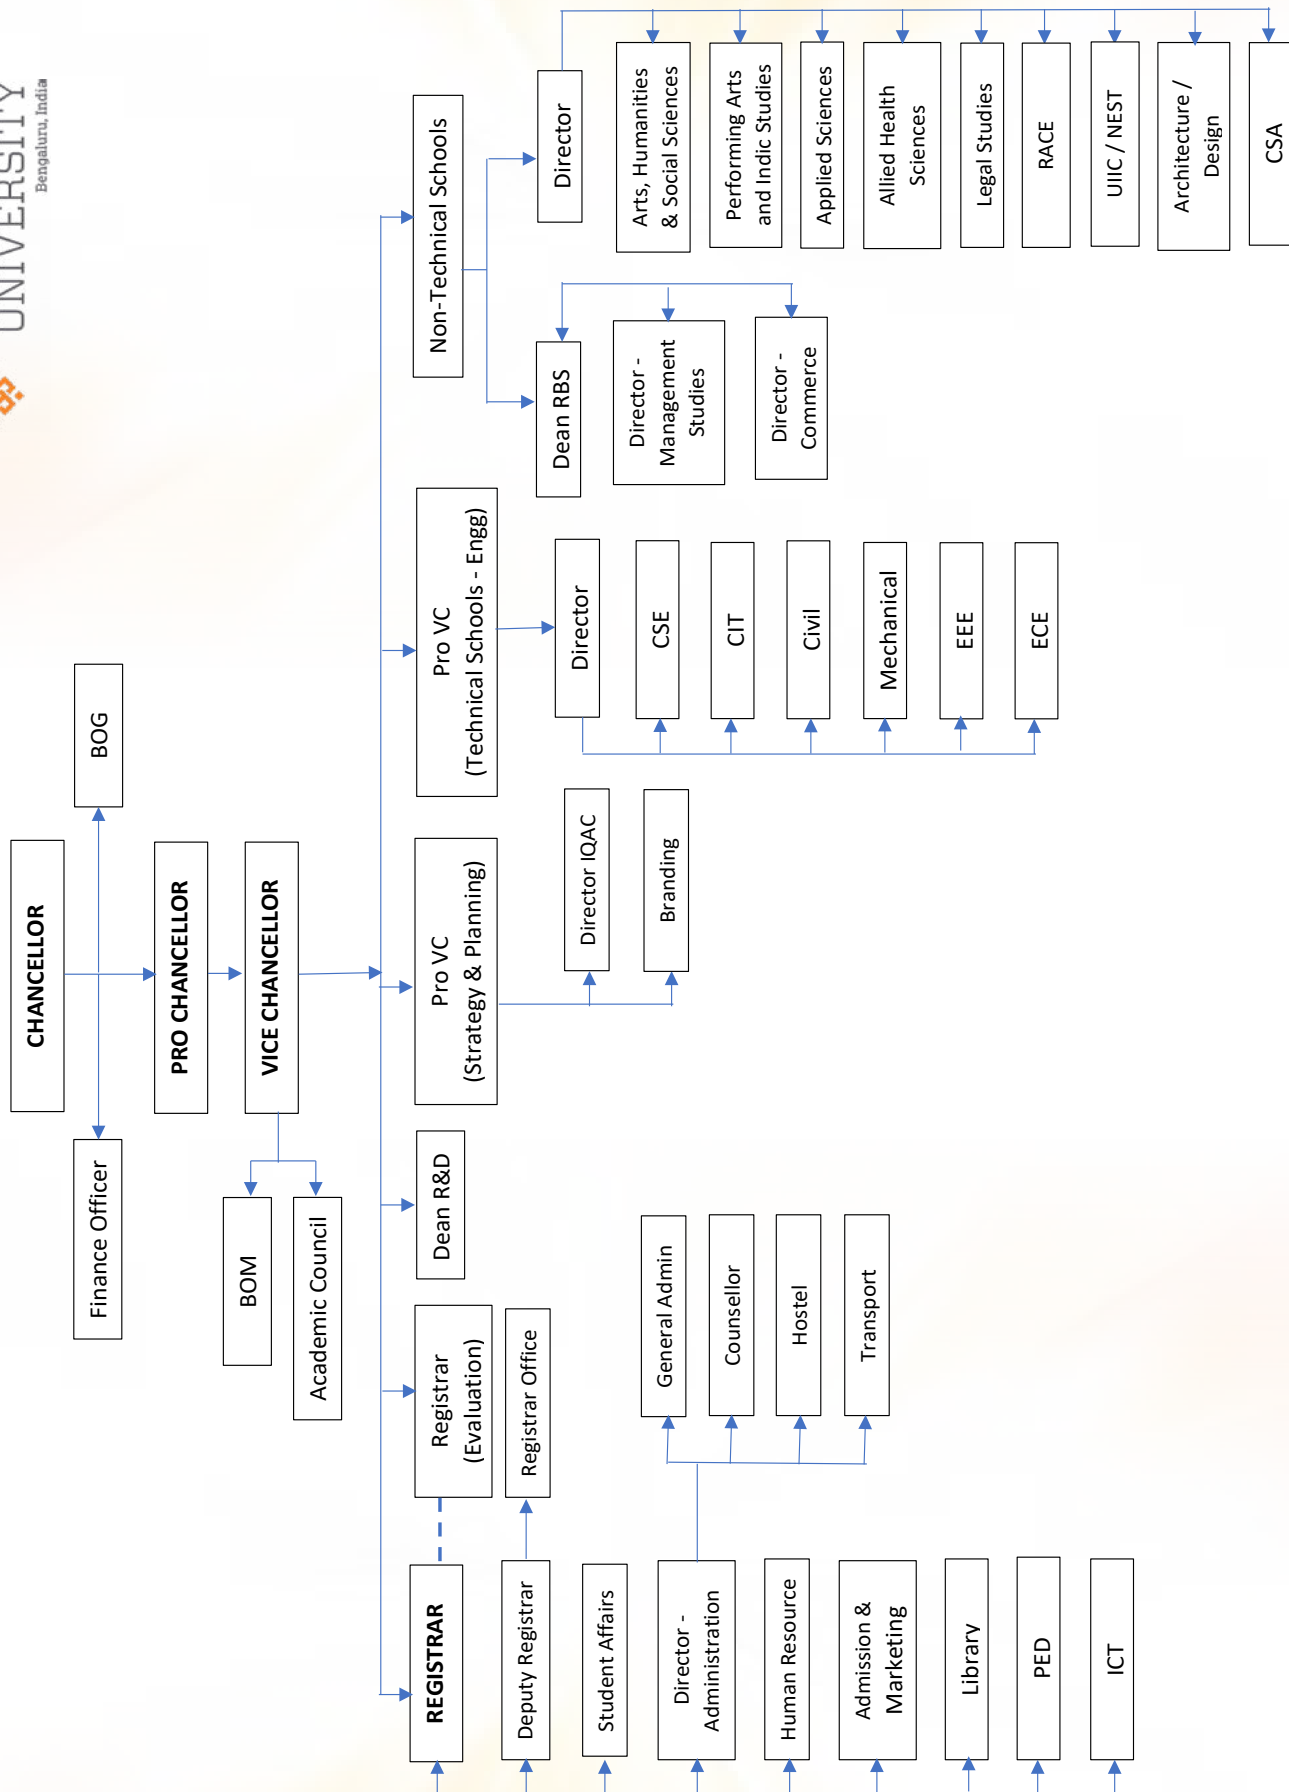 UNIVERSITY
Bengaluru, India
CHANCELLOR
Finance Officer
BOG
PRO CHANCELLOR
VICE CHANCELLOR
BOM
Academic Council
REGISTRAR
Registrar
(Evaluation)
Dean R&D
Pro VC
(Strategy & Planning)
Pro VC
(Technical Schools - Engg)
Non-Technical Schools
Deputy Registrar
Registrar Office
Student Affairs
Director -
Administration
General Admin
Counsellor
Hostel
Transport
Human Resource
Admission &
Marketing
Library
PED
ICT
Director IQAC
Branding
Director
CSE
CIT
Civil
Mechanical
EEE
ECE
Dean RBS
Director -
Management
Studies
Director -
Commerce
Director
Arts, Humanities
& Social Sciences
Performing Arts
and Indic Studies
Applied Sciences
Allied Health
Sciences
Legal Studies
RACE
UIIC / NEST
Architecture /
Design
CSA